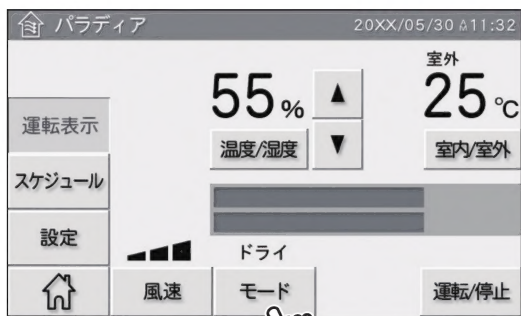 パラディア 20XX/05/30 A11:32
室外
55% ▲ 25℃
運転表示 温度/湿度 ▼ 室内/室外
スケジュール
設定
ドライ
風速 モード 運転/停止